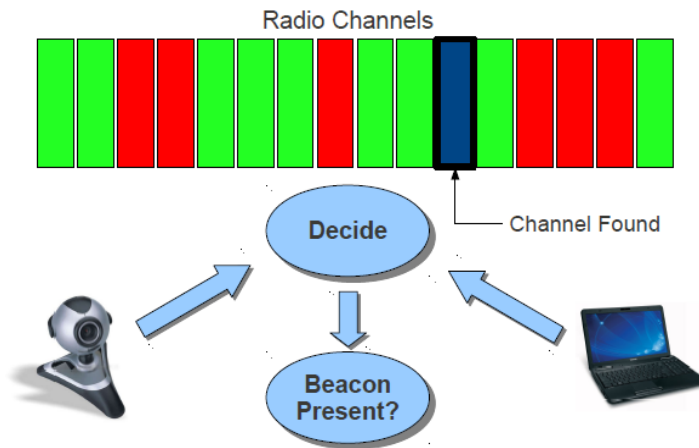 Radio Channels
Decide
Channel Found
Beacon
Present?